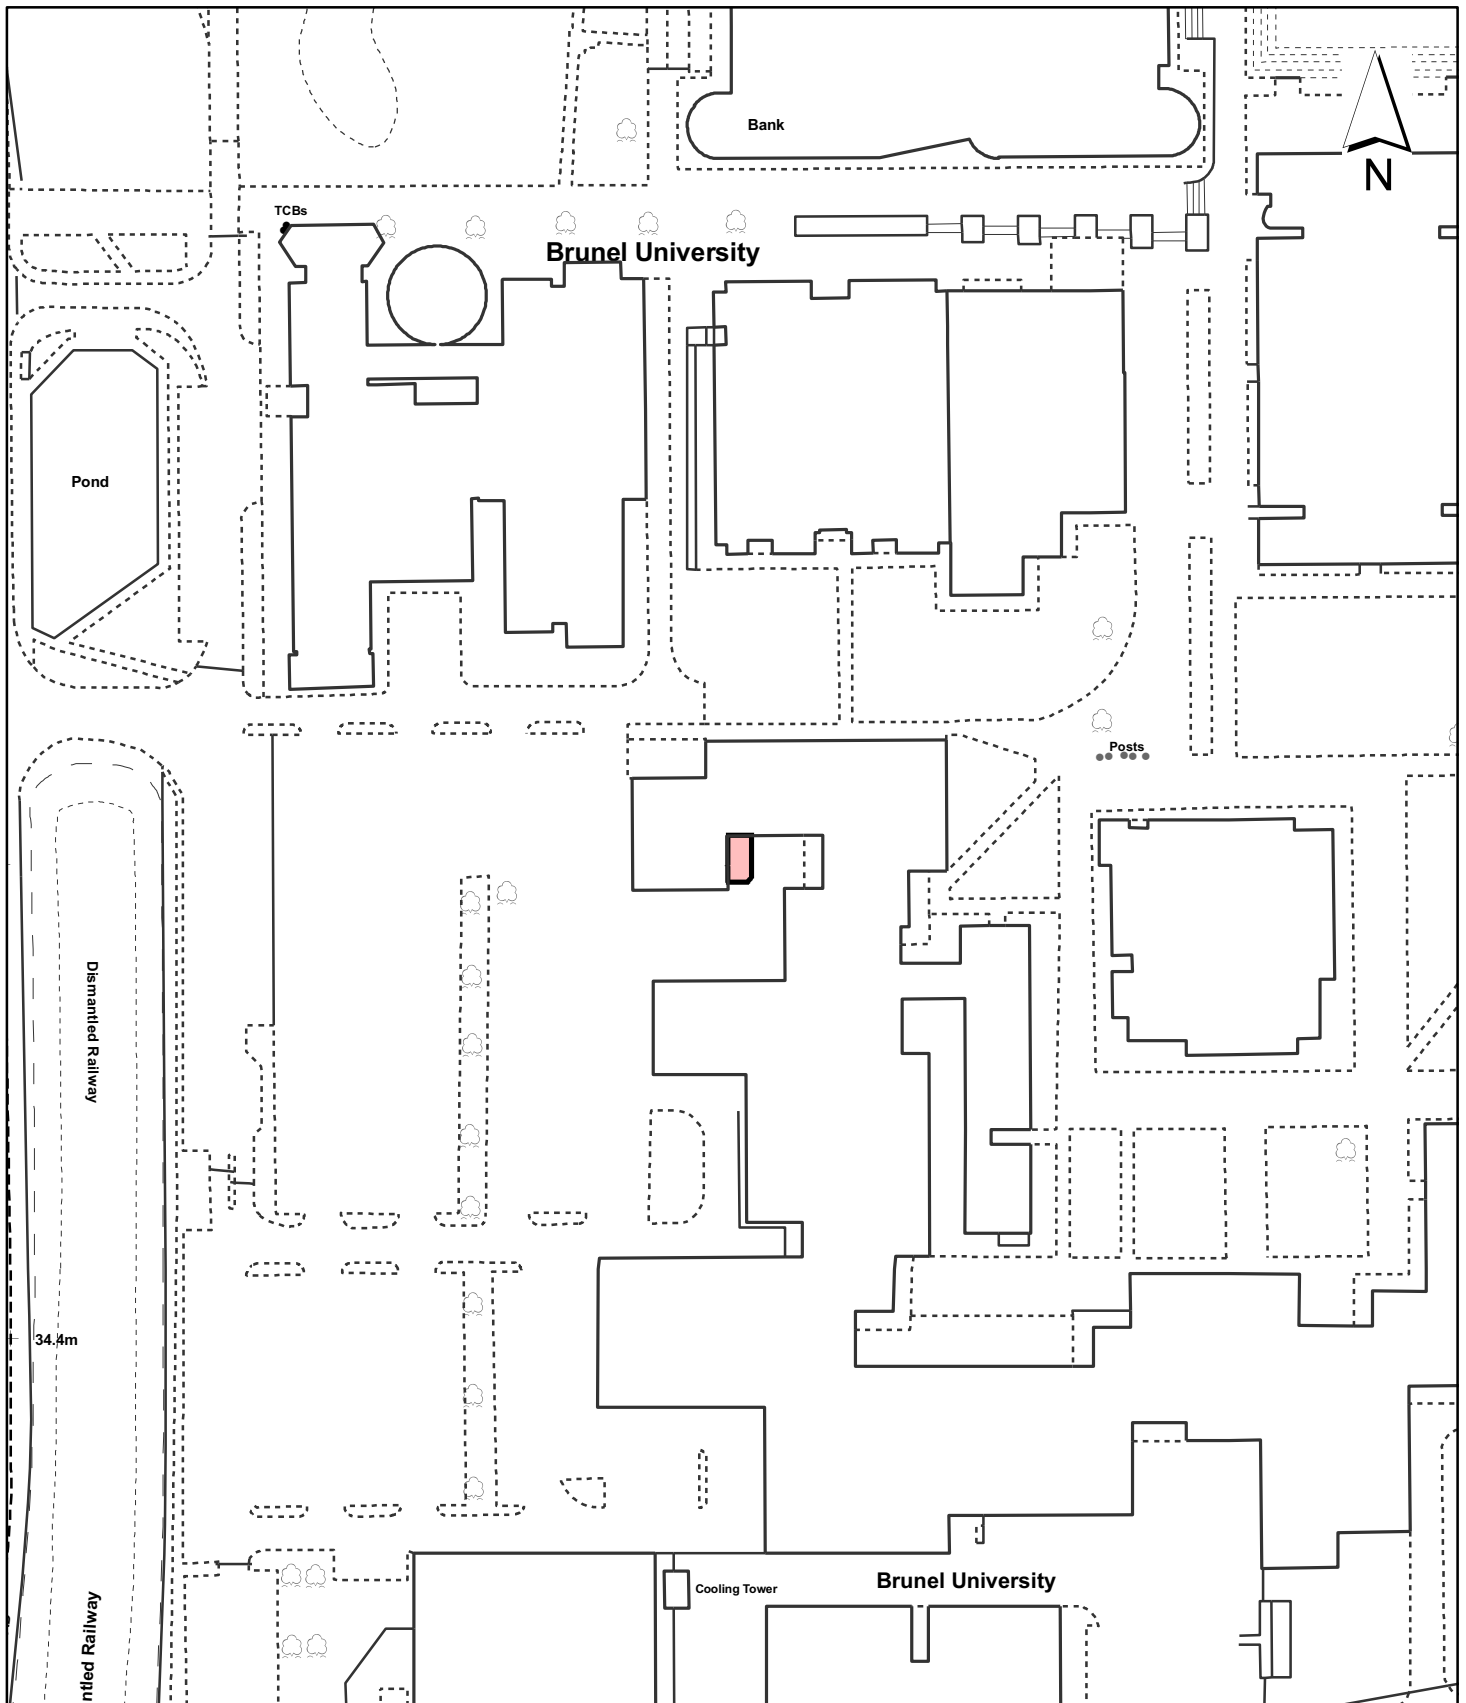 Bank
N
TCBs
Brunel University
Pond
Posts
Dismantled Railway
34.4m
Brunel University
Cooling Tower
ntled Railway